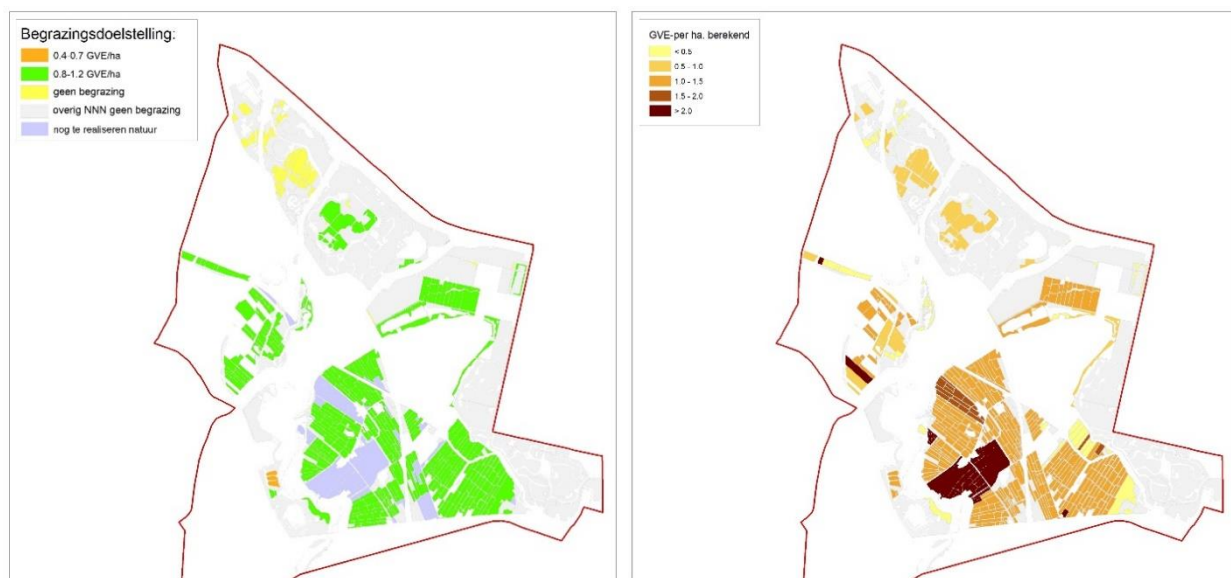 Begrazingsdoelstelling:
0.4-0.7 GVE/ha
0.8-1.2 GVE/ha
geen begrazing
overig NNN geen begrazing
nog te realiseren natuur
GVE-per ha. berekend
< 0.5
0.5 - 1.0
1.0 - 1.5
1.5 - 2.0
> 2.0